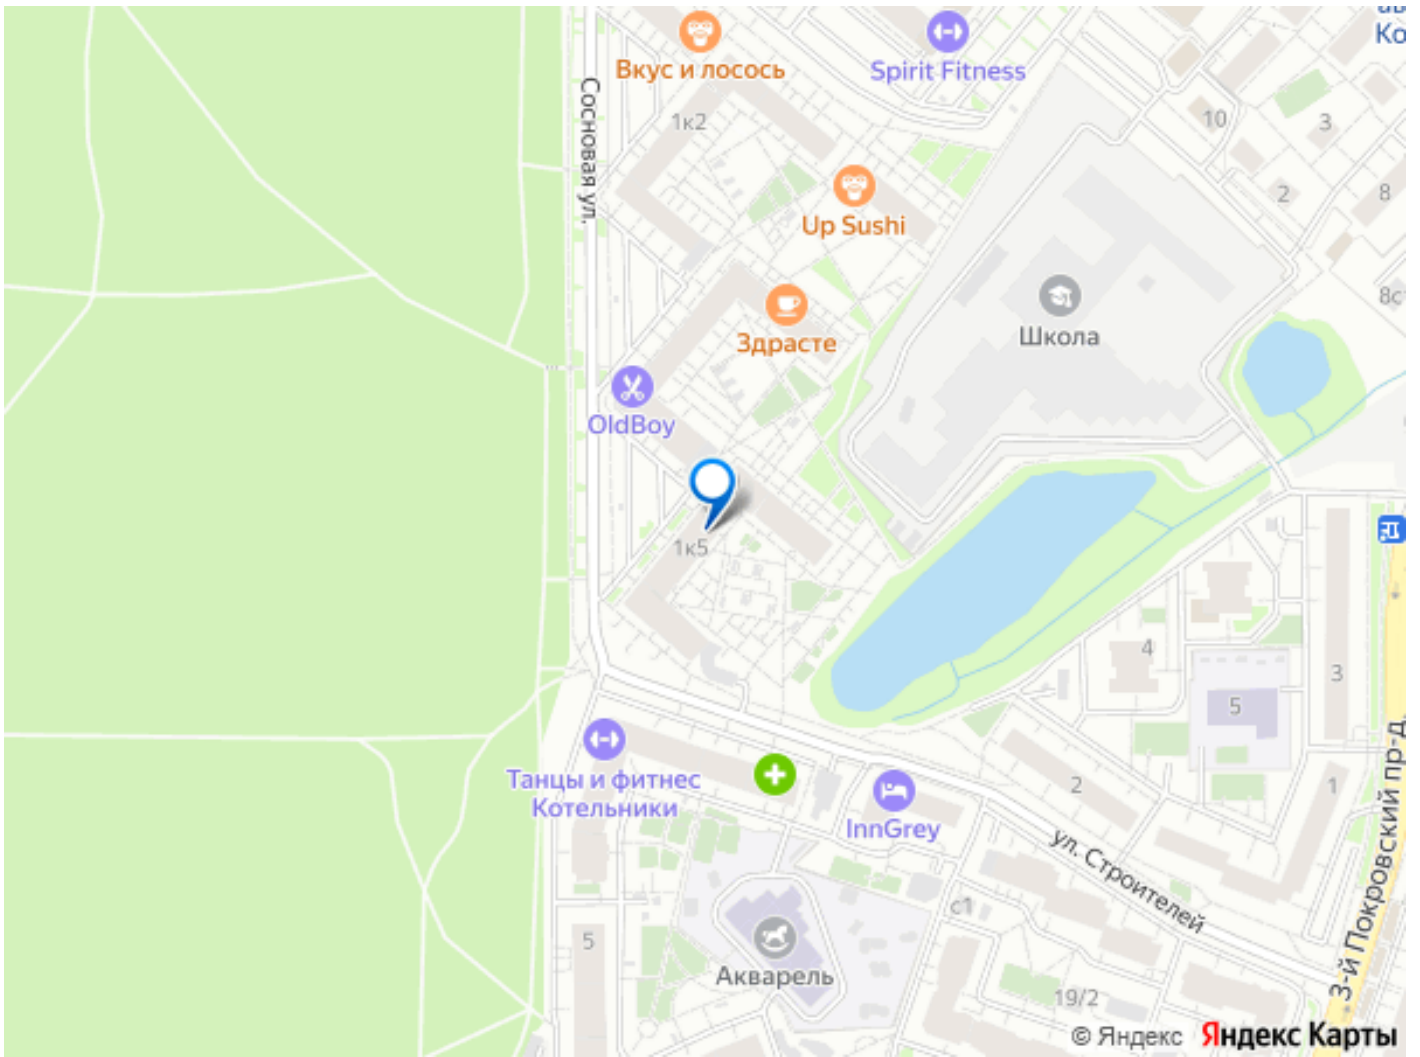 Ко
Вкус и лосось
Spirit Fitness
Сосновая ул.
1к2
10
3
2
8
Up Sushi
8с
Школа
Здрасте
OldBoy
1к5
4
3
5
Танцы и фитнес
Котельники
2
1
InnGrey
ул. Строителей
3-й Покровский пр-д
с1
5
Акварель
19/2
© Яндекс Яндекс Карты